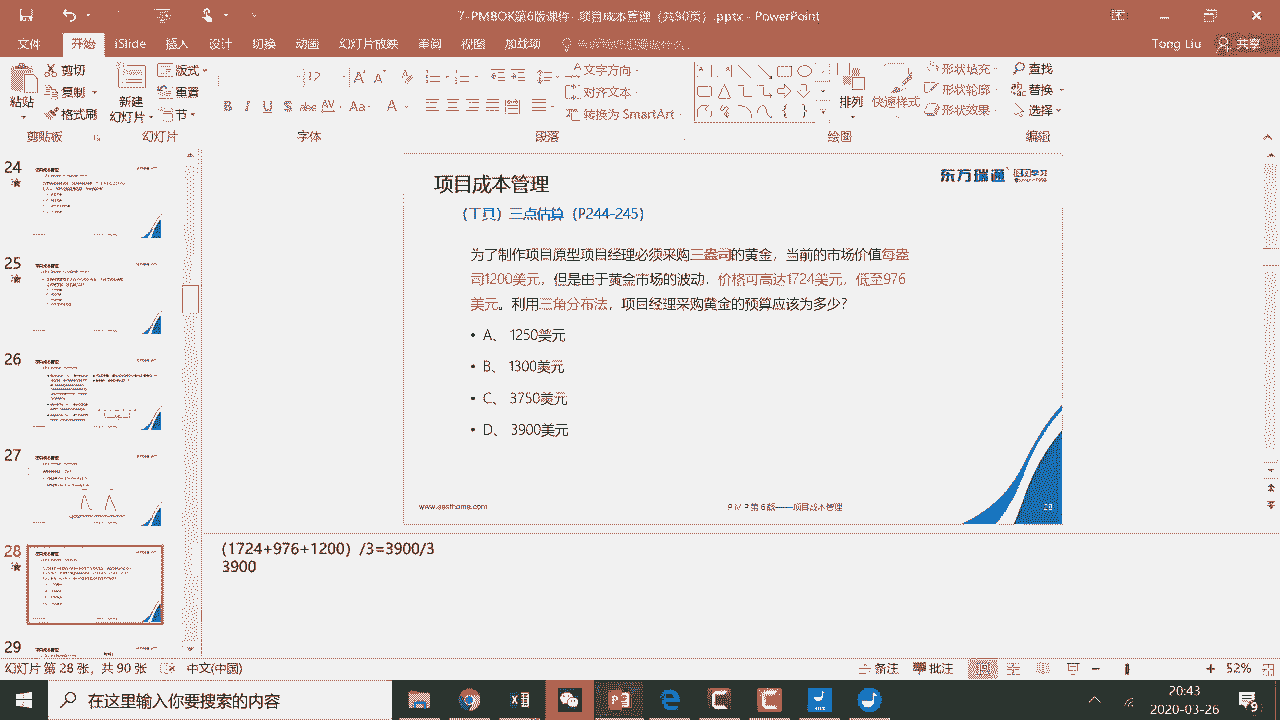 7-PMBOK第6版课件- 项目成本管理（共90页）.pptx - PowerPoint
文件 开始 iSlide 插入 设计 切换 动画 幻灯片放映 审阅 视图 加载项
Tong Liu 共享
粘贴 剪切 复制 格式刷
剪贴板
新建 幻灯片 版式 重置 节
幻灯片
12
B I U S abc AV Aa A
字体
文字方向
对齐文本
转换为 SmartArt
段落
排列 快速样式
形状填充
形状轮廓
形状效果
绘图
查找
替换
选择
编辑
24
25
26
27
28
29
项目成本管理
东方瑞通
（工具）三点估算（P244-245）
为了制作项目原型项目经理必须采购三盎司的黄金，当前的市场价值每盎
司1200美元，但是由于黄金市场的波动，价格可高达1724美元，低至976
美元。利用三角分布法，项目经理采购黄金的预算应该为多少？
• A、 1250美元
• B、 1300美元
• C、 3750美元
• D、 3900美元
PMP第6版——项目成本管理
28
(1724+976+1200）/3=3900/3
3900
幻灯片 第 28 张，共 90 张 中文(中国)
备注 批注 52%
在这里输入你要搜索的内容
20:43
2020-03-26